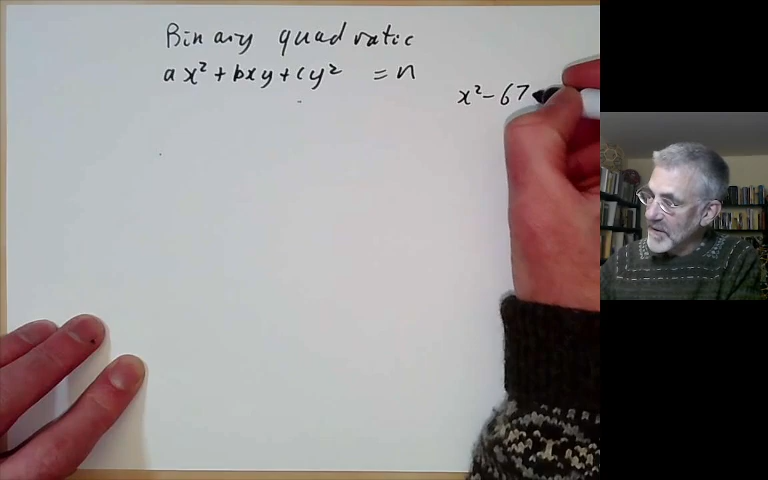 Binary quadratic
ax² + bxy + cy² = n
x² - 67